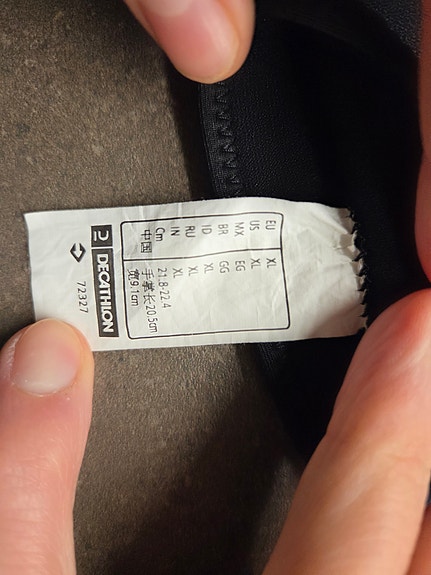 EU XL
US XL
MX EG
BR GG
ID XL
RU XL
IN XL
Cm 21.8-22.4
中国 手掌长20.5cm
宽9.1cm
DECATHLON
72327